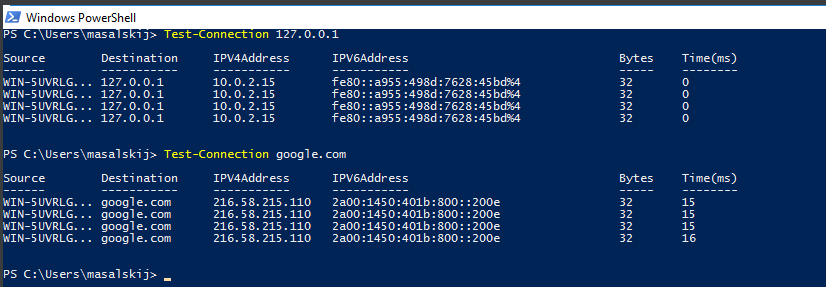 Windows PowerShell
PS C:\Users\masalskij> Test-Connection 127.0.0.1
Source Destination IPV4Address IPV6Address Bytes Time(ms)
------ ----------- ----------- ----------- ----- --------
WIN-5UVRLG... 127.0.0.1 10.0.2.15 fe80::a955:498d:7628:45bd%4 32 0
WIN-5UVRLG... 127.0.0.1 10.0.2.15 fe80::a955:498d:7628:45bd%4 32 0
WIN-5UVRLG... 127.0.0.1 10.0.2.15 fe80::a955:498d:7628:45bd%4 32 0
WIN-5UVRLG... 127.0.0.1 10.0.2.15 fe80::a955:498d:7628:45bd%4 32 0
PS C:\Users\masalskij> Test-Connection google.com
Source Destination IPV4Address IPV6Address Bytes Time(ms)
------ ----------- ----------- ----------- ----- --------
WIN-5UVRLG... google.com 216.58.215.110 2a00:1450:401b:800::200e 32 15
WIN-5UVRLG... google.com 216.58.215.110 2a00:1450:401b:800::200e 32 15
WIN-5UVRLG... google.com 216.58.215.110 2a00:1450:401b:800::200e 32 15
WIN-5UVRLG... google.com 216.58.215.110 2a00:1450:401b:800::200e 32 16
PS C:\Users\masalskij> _